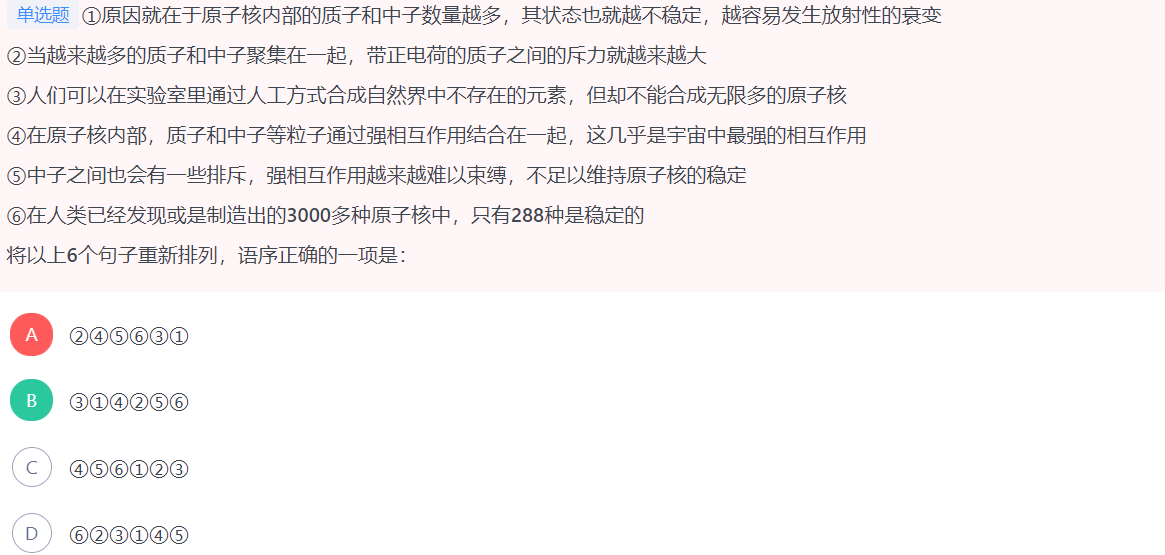 单选题 ①原因就在于原子核内部的质子和中子数量越多，其状态也就越不稳定，越容易发生放射性的衰变
②当越来越多的质子和中子聚集在一起，带正电荷的质子之间的斥力就越来越大
③人们可以在实验室里通过人工方式合成自然界中不存在的元素，但却不能合成无限多的原子核
④在原子核内部，质子和中子等粒子通过强相互作用结合在一起，这几乎是宇宙中最强的相互作用
⑤中子之间也会有一些排斥，强相互作用越来越难以束缚，不足以维持原子核的稳定
⑥在人类已经发现或是制造出的3000多种原子核中，只有288种是稳定的
将以上6个句子重新排列，语序正确的一项是：
A ②④⑤⑥③①
B ③①④②⑤⑥
C ④⑤⑥①②③
D ⑥②③①④⑤